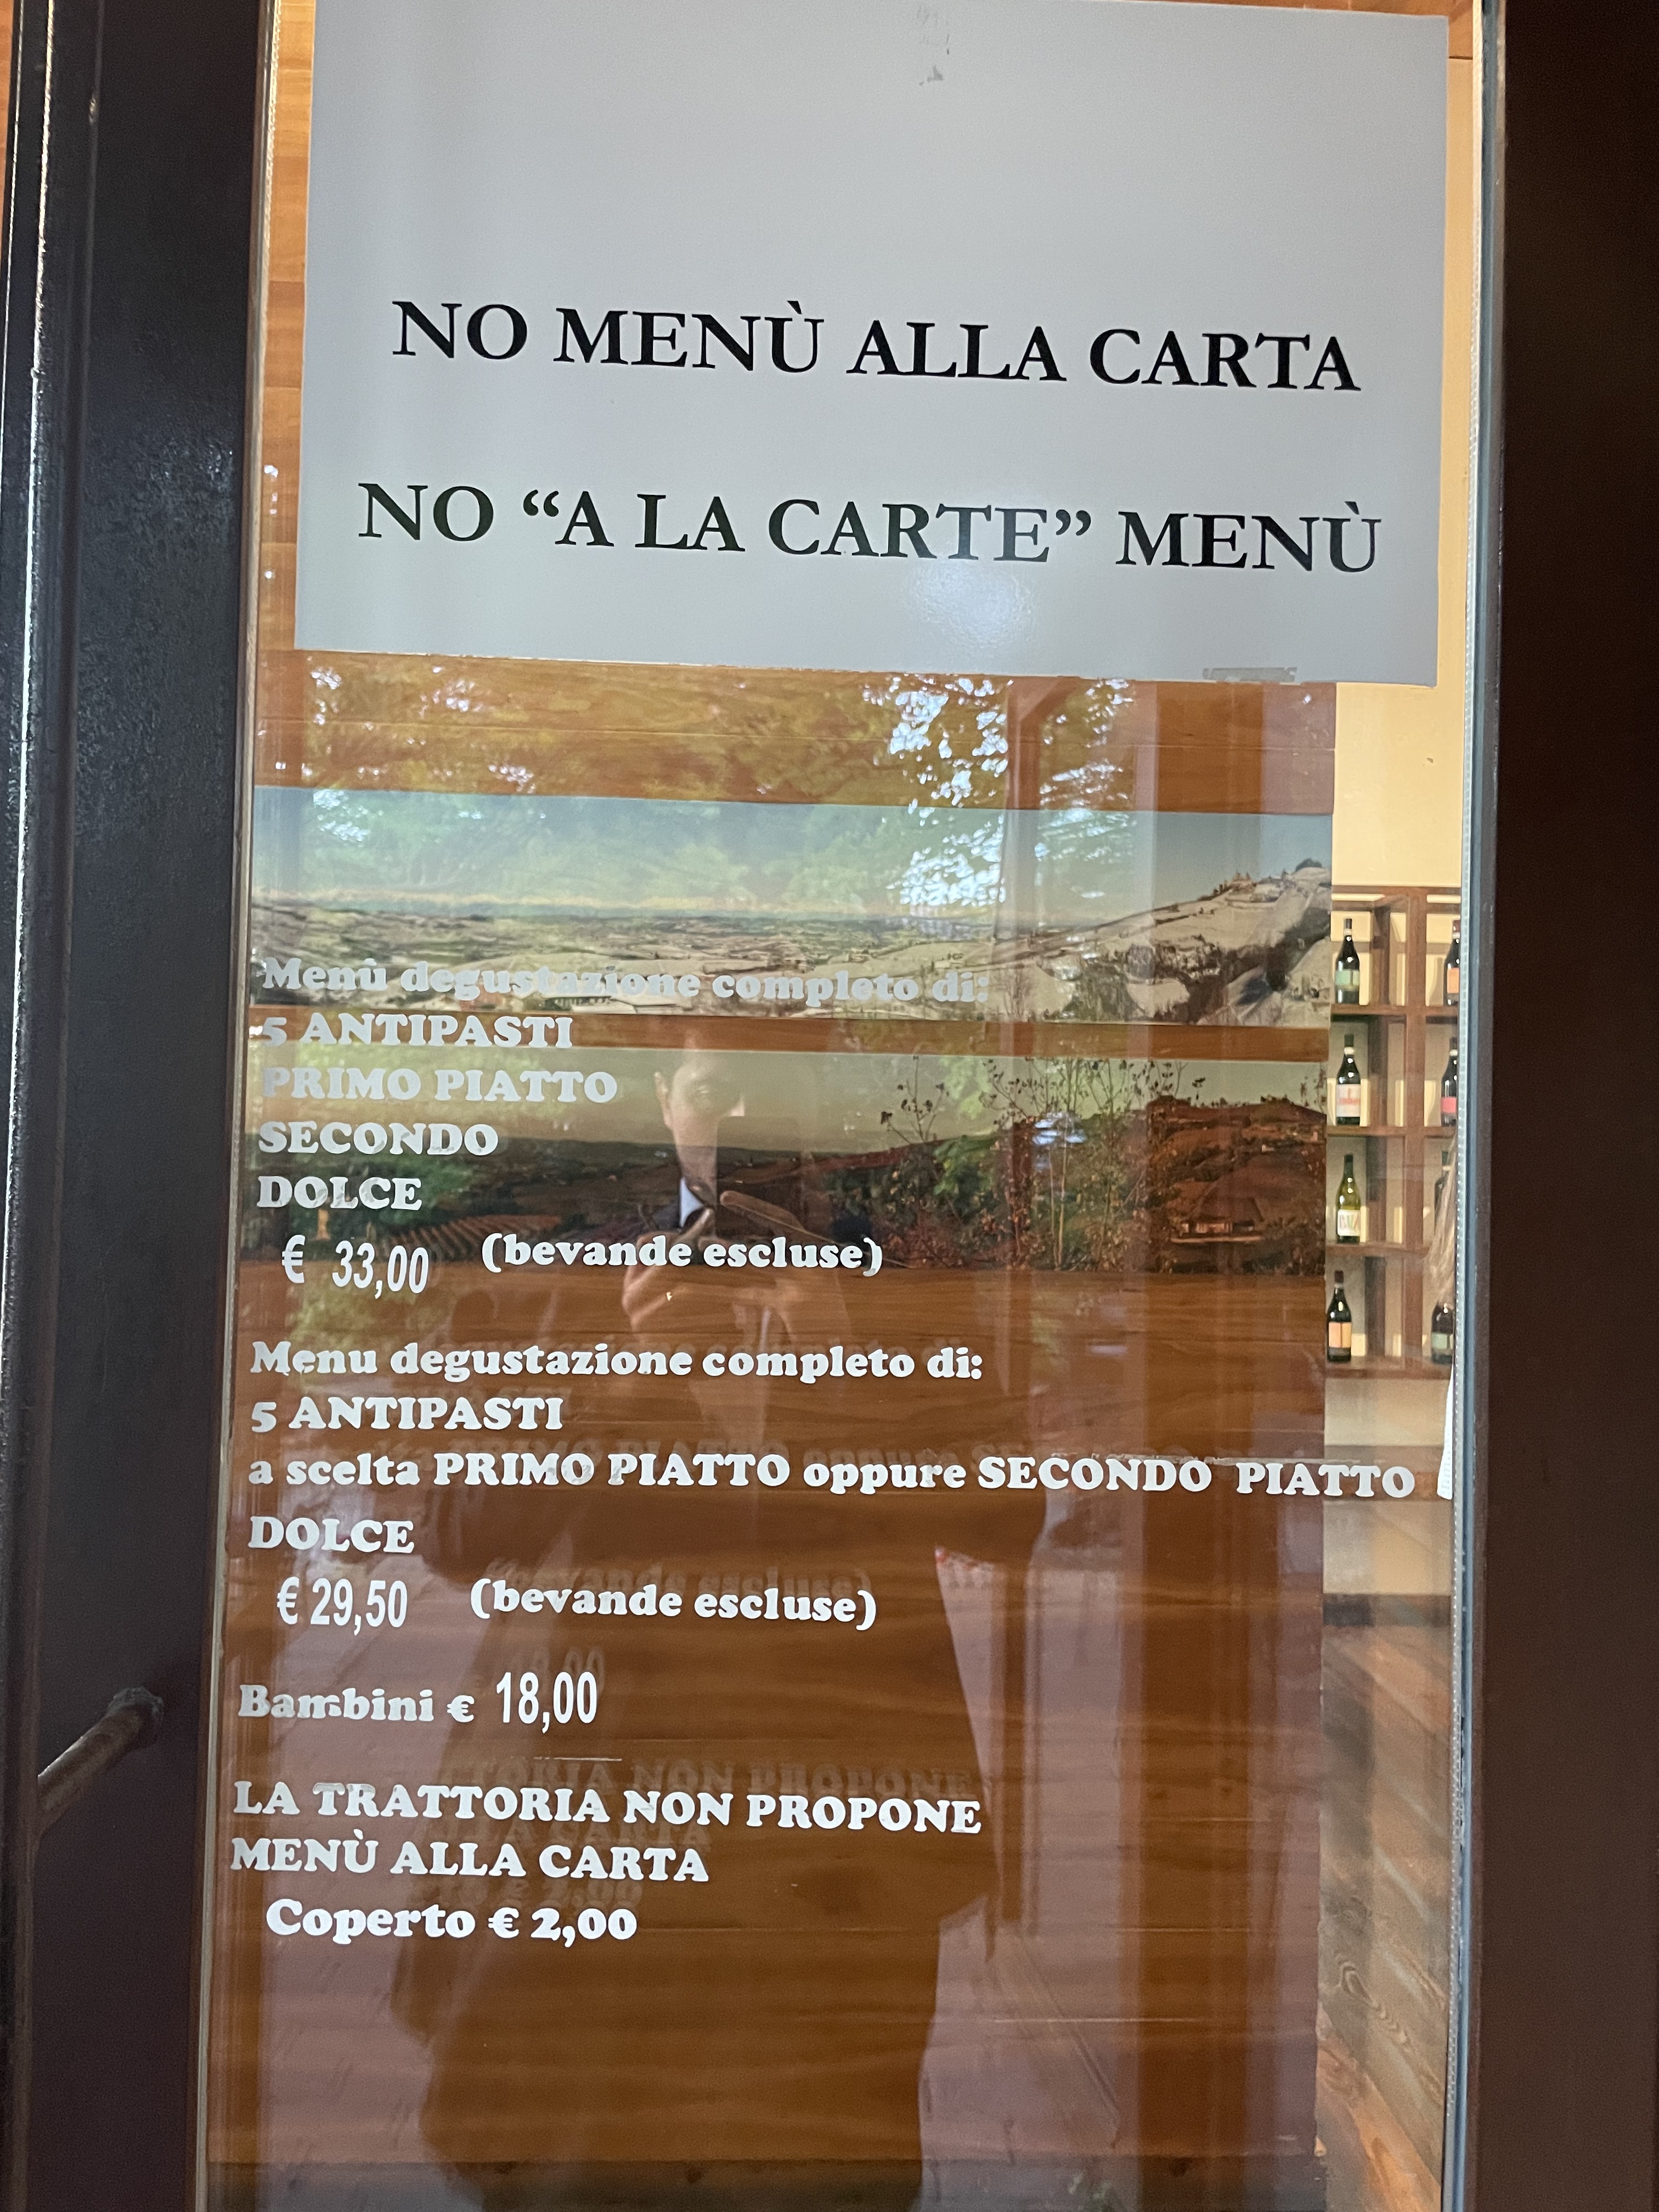 NO MENÙ ALLA CARTA
NO “A LA CARTE” MENÙ
Menù degustazione completo di:
5 ANTIPASTI
PRIMO PIATTO
SECONDO
DOLCE
€ 33,00 (bevande escluse)
Menu degustazione completo di:
5 ANTIPASTI
a scelta PRIMO PIATTO oppure SECONDO PIATTO
DOLCE
€ 29,50 (bevande escluse)
Bambini € 18,00
LA TRATTORIA NON PROPONE
MENÙ ALLA CARTA
Coperto € 2,00